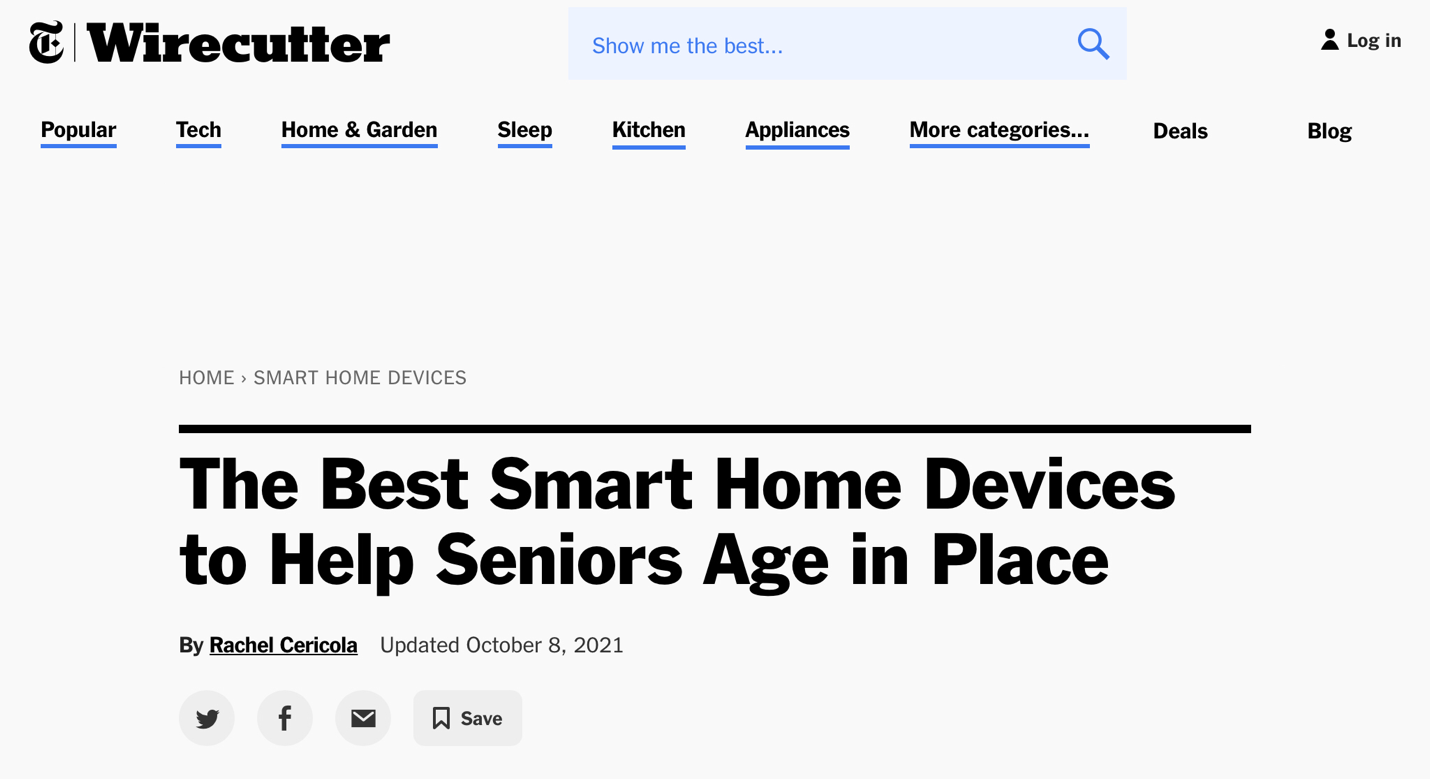 T Wirecutter
Show me the best...
Log in
Popular Tech Home & Garden Sleep Kitchen Appliances More categories... Deals Blog
HOME › SMART HOME DEVICES
The Best Smart Home Devices
to Help Seniors Age in Place
By Rachel Cericola Updated October 8, 2021
f Save